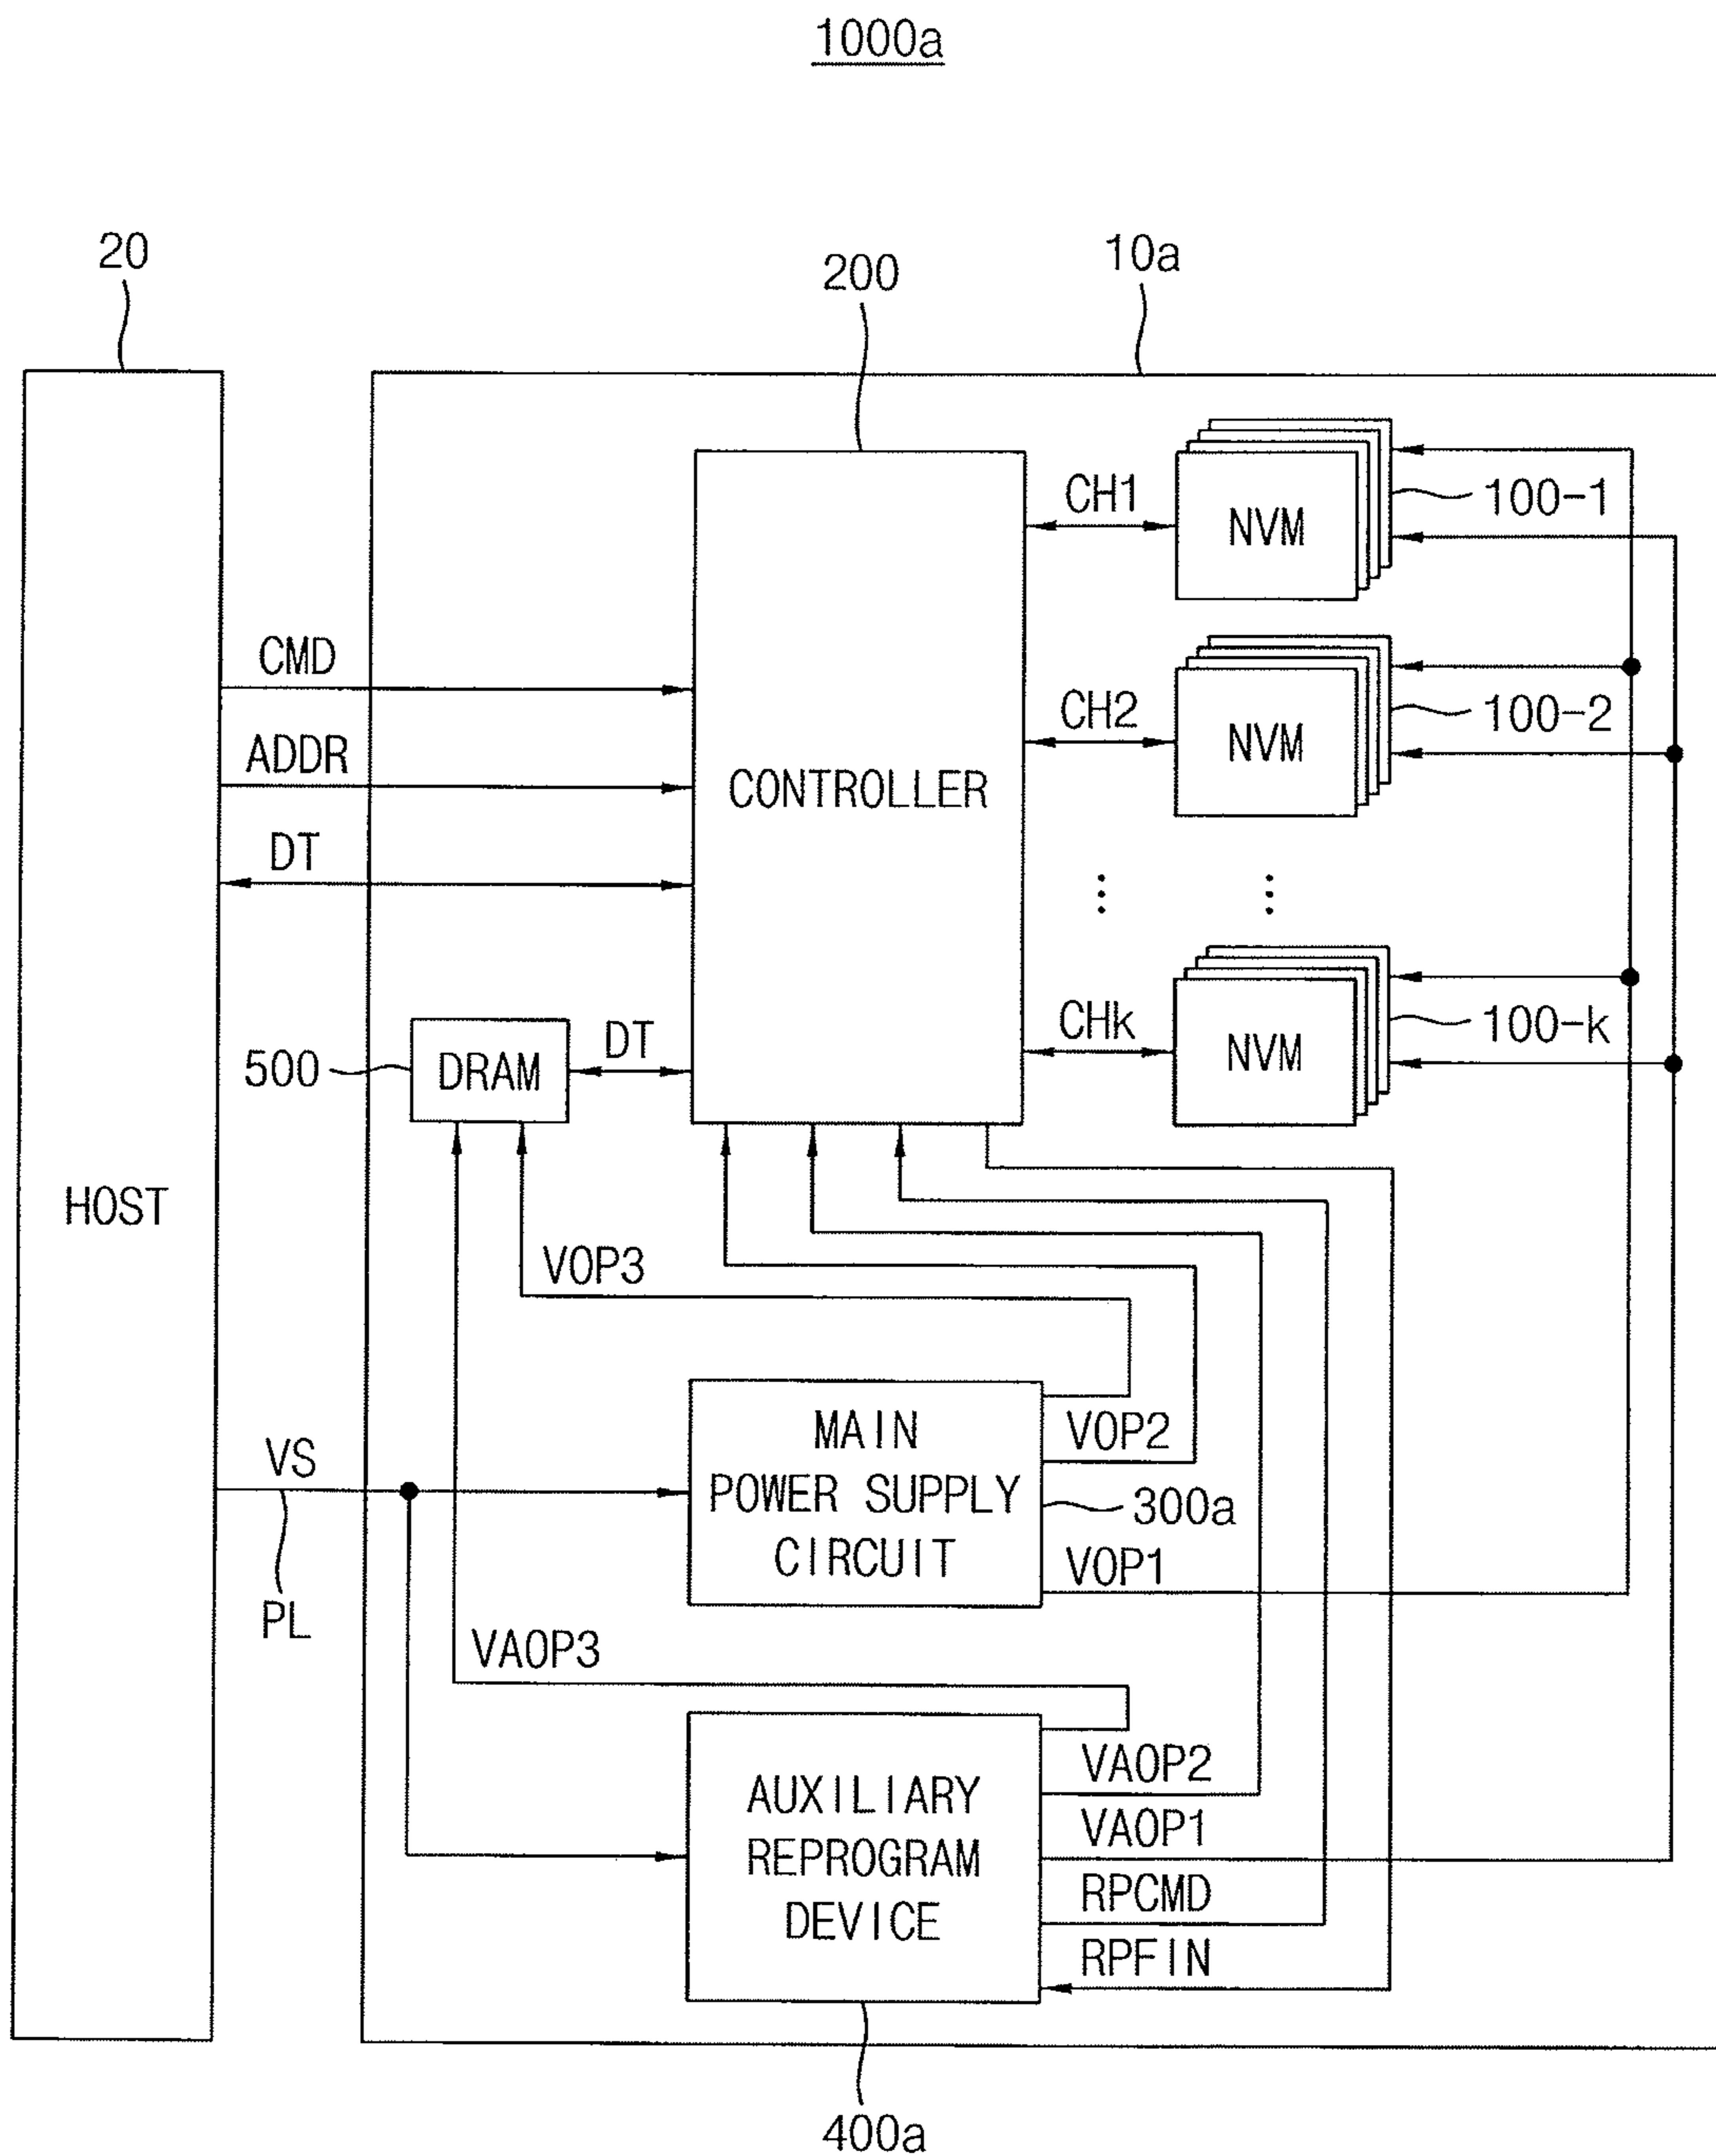 1000a
20
200
10a
CH1
NVM
100-1
CMD
CH2
NVM
100-2
ADDR
CONTROLLER
DT
...
...
CHk
NVM
100-k
500
DRAM
DT
HOST
VOP3
MAIN
POWER SUPPLY
CIRCUIT
VOP2
300a
VOP1
VS
PL
VAOP3
AUXILIARY
REPROGRAM
DEVICE
VAOP2
VAOP1
RPCMD
RPFIN
400a